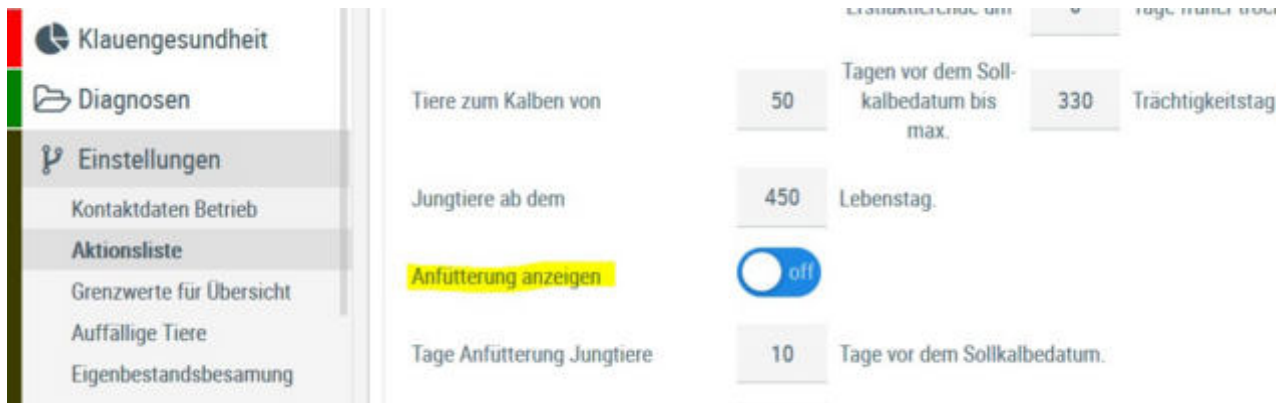 Erstlaktierende um
Klauengesundheit
Diagnosen
Tiere zum Kalben von
50
Tagen vor dem Soll-
kalbedatum bis
max.
330
Trächtigkeitstag
Einstellungen
Kontaktdaten Betrieb
Jungtiere ab dem
450
Lebenstag.
Aktionsliste
Anfütterung anzeigen
off
Grenzwerte für Übersicht
Auffällige Tiere
Tage Anfütterung Jungtiere
10
Tage vor dem Sollkalbedatum.
Eigenbestandsbesamung